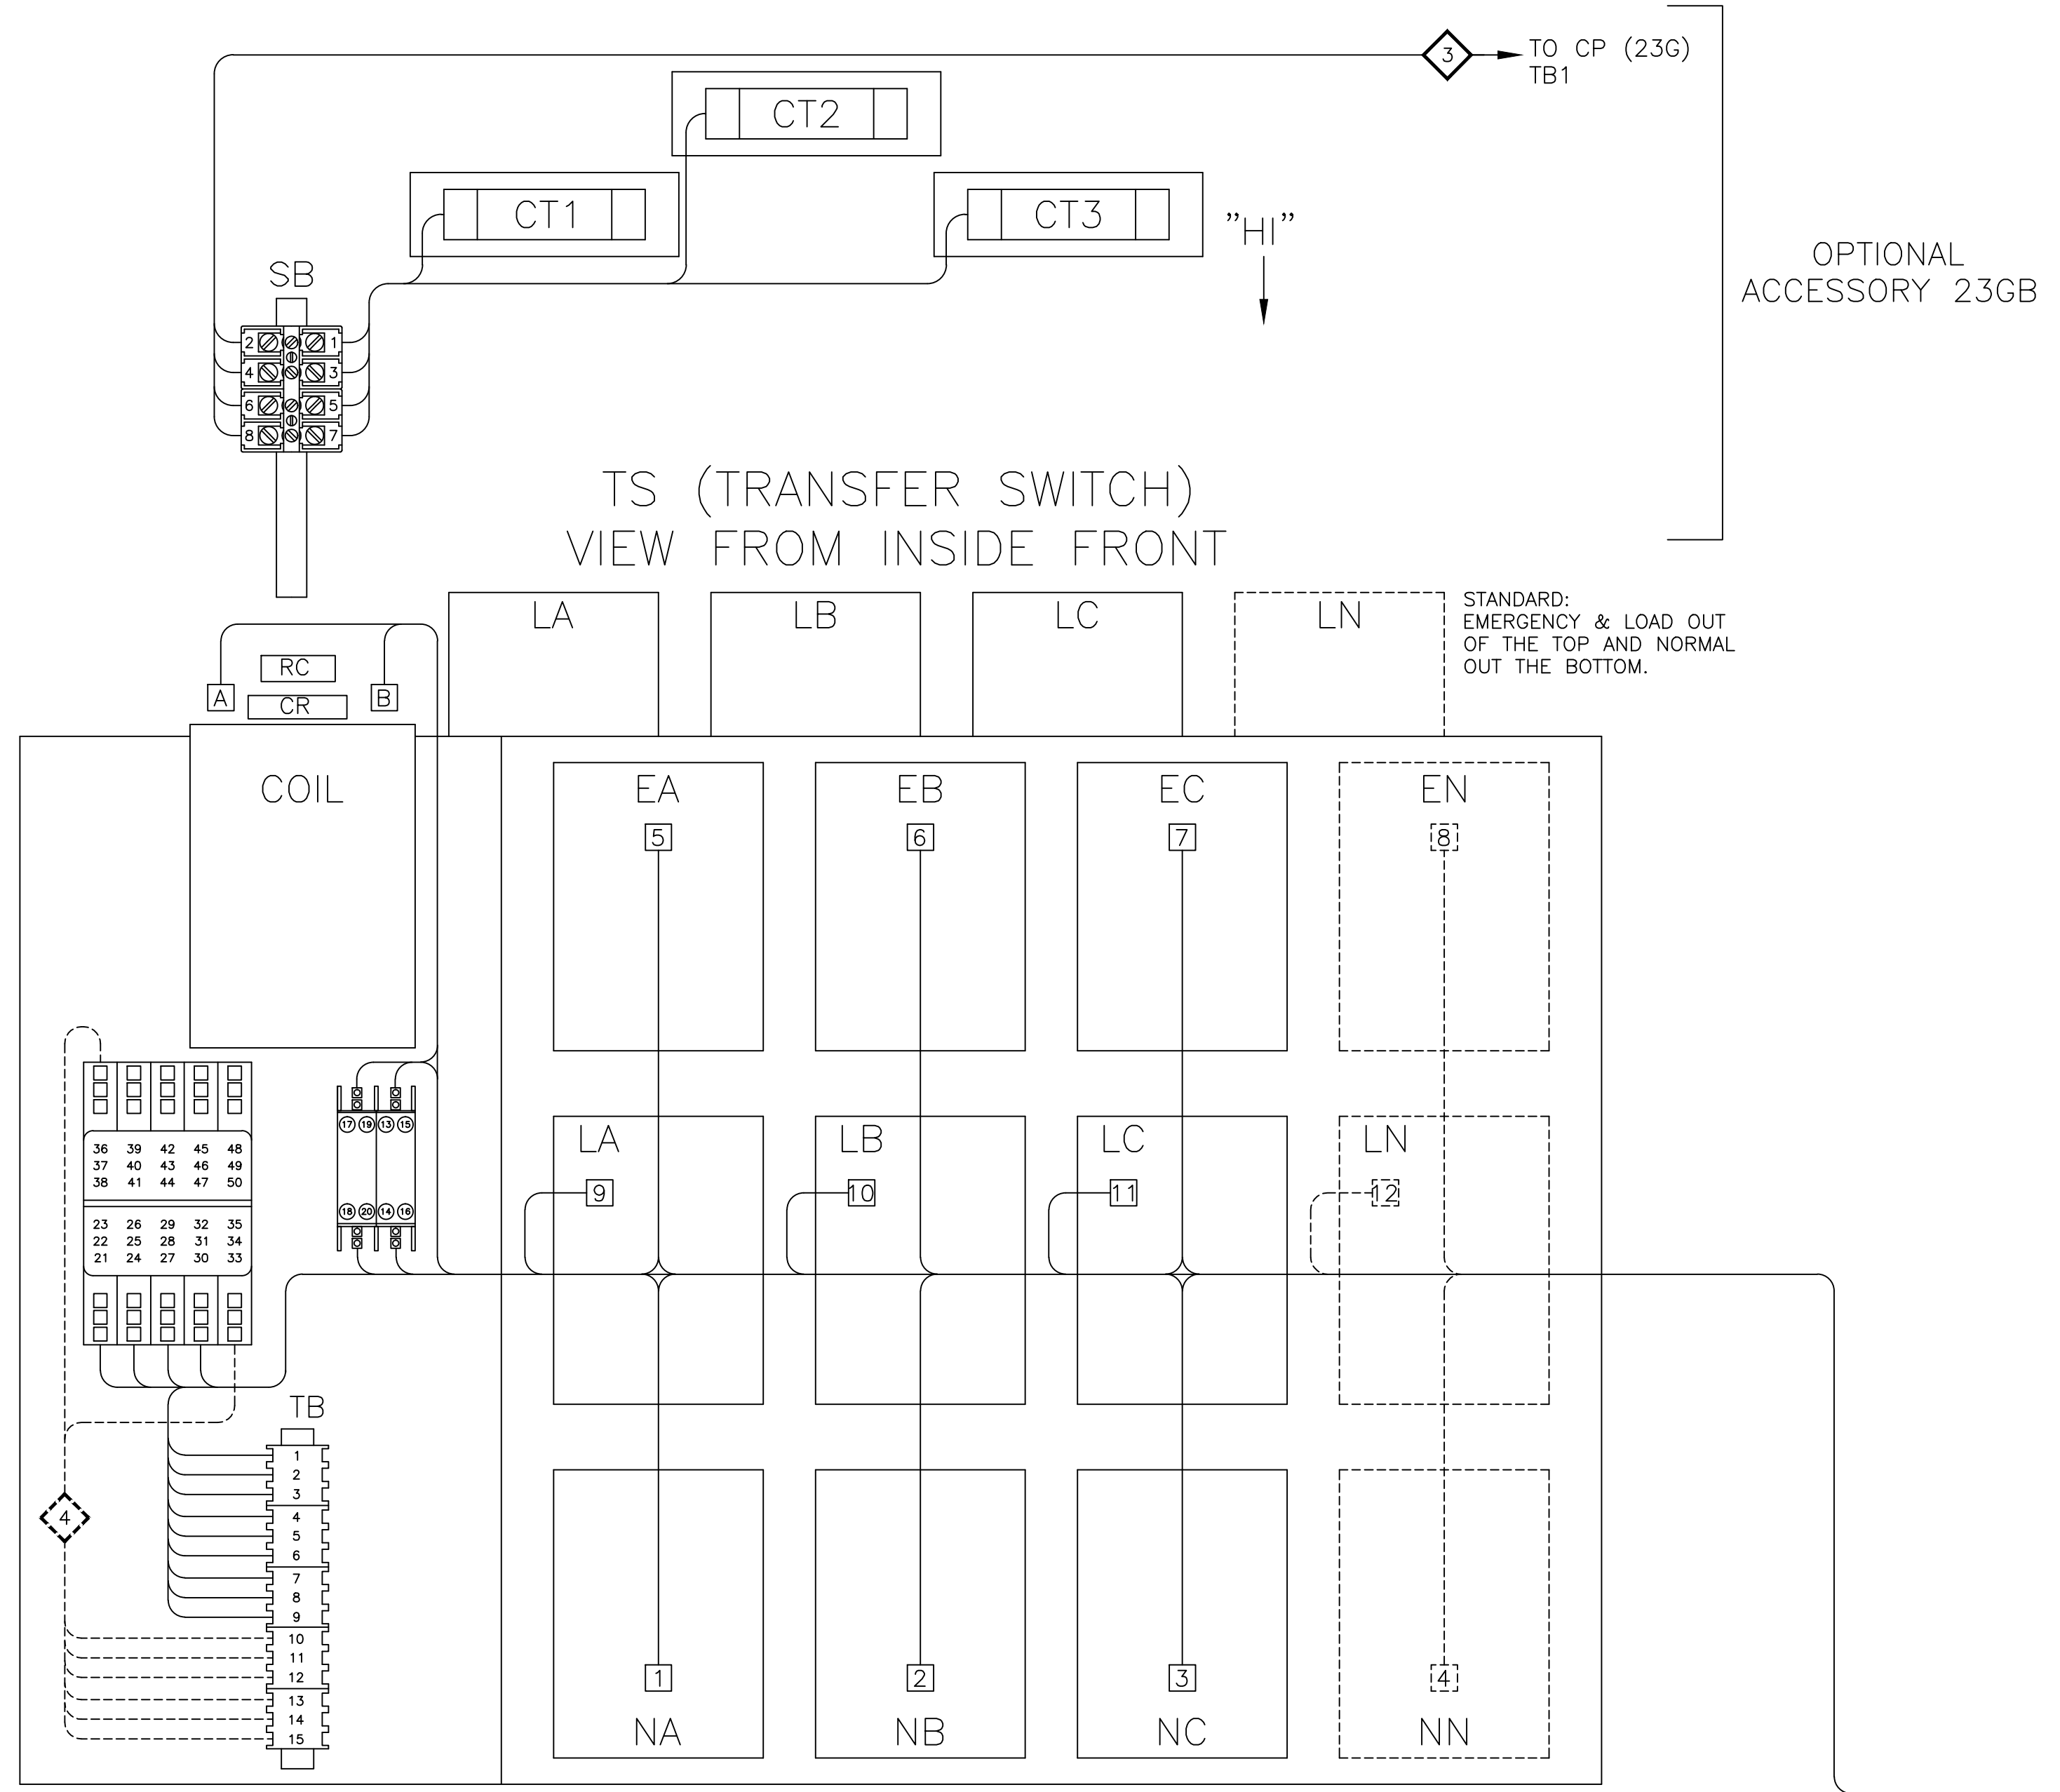 3
TO CP (23G)
TB1
CT2
CT1
CT3
"HI"
OPTIONAL
ACCESSORY 23GB
SB
2 1
4 3
6 5
8 7
TS (TRANSFER SWITCH)
VIEW FROM INSIDE FRONT
LA LB LC LN
STANDARD:
EMERGENCY & LOAD OUT
OF THE TOP AND NORMAL
OUT THE BOTTOM.
RC
A B
CR
COIL
EA EB EC EN
5 6 7 8
17 19 13 15
18 20 14 16
36 39 42 45 48
37 40 43 46 49
38 41 44 47 50
23 26 29 32 35
22 25 28 31 34
21 24 27 30 33
LA LB LC LN
9 10 11 12
TB
1
2
3
4
5
6
7
8
9
10
11
12
13
14
15
4
1 2 3 4
NA NB NC NN